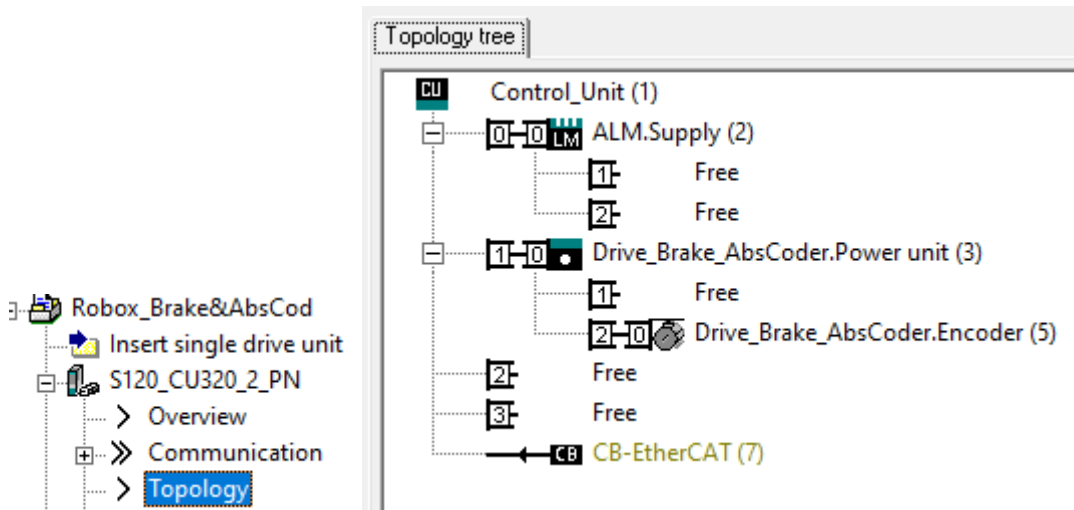 Robox_Brake&AbsCod
Insert single drive unit
S120_CU320_2_PN
Overview
Communication
Topology
Topology tree
CU Control_Unit (1)
0 0 LM ALM.Supply (2)
1 Free
2 Free
1 0 Drive_Brake_AbsCoder.Power unit (3)
1 Free
2 0 Drive_Brake_AbsCoder.Encoder (5)
2 Free
3 Free
CB CB-EtherCAT (7)